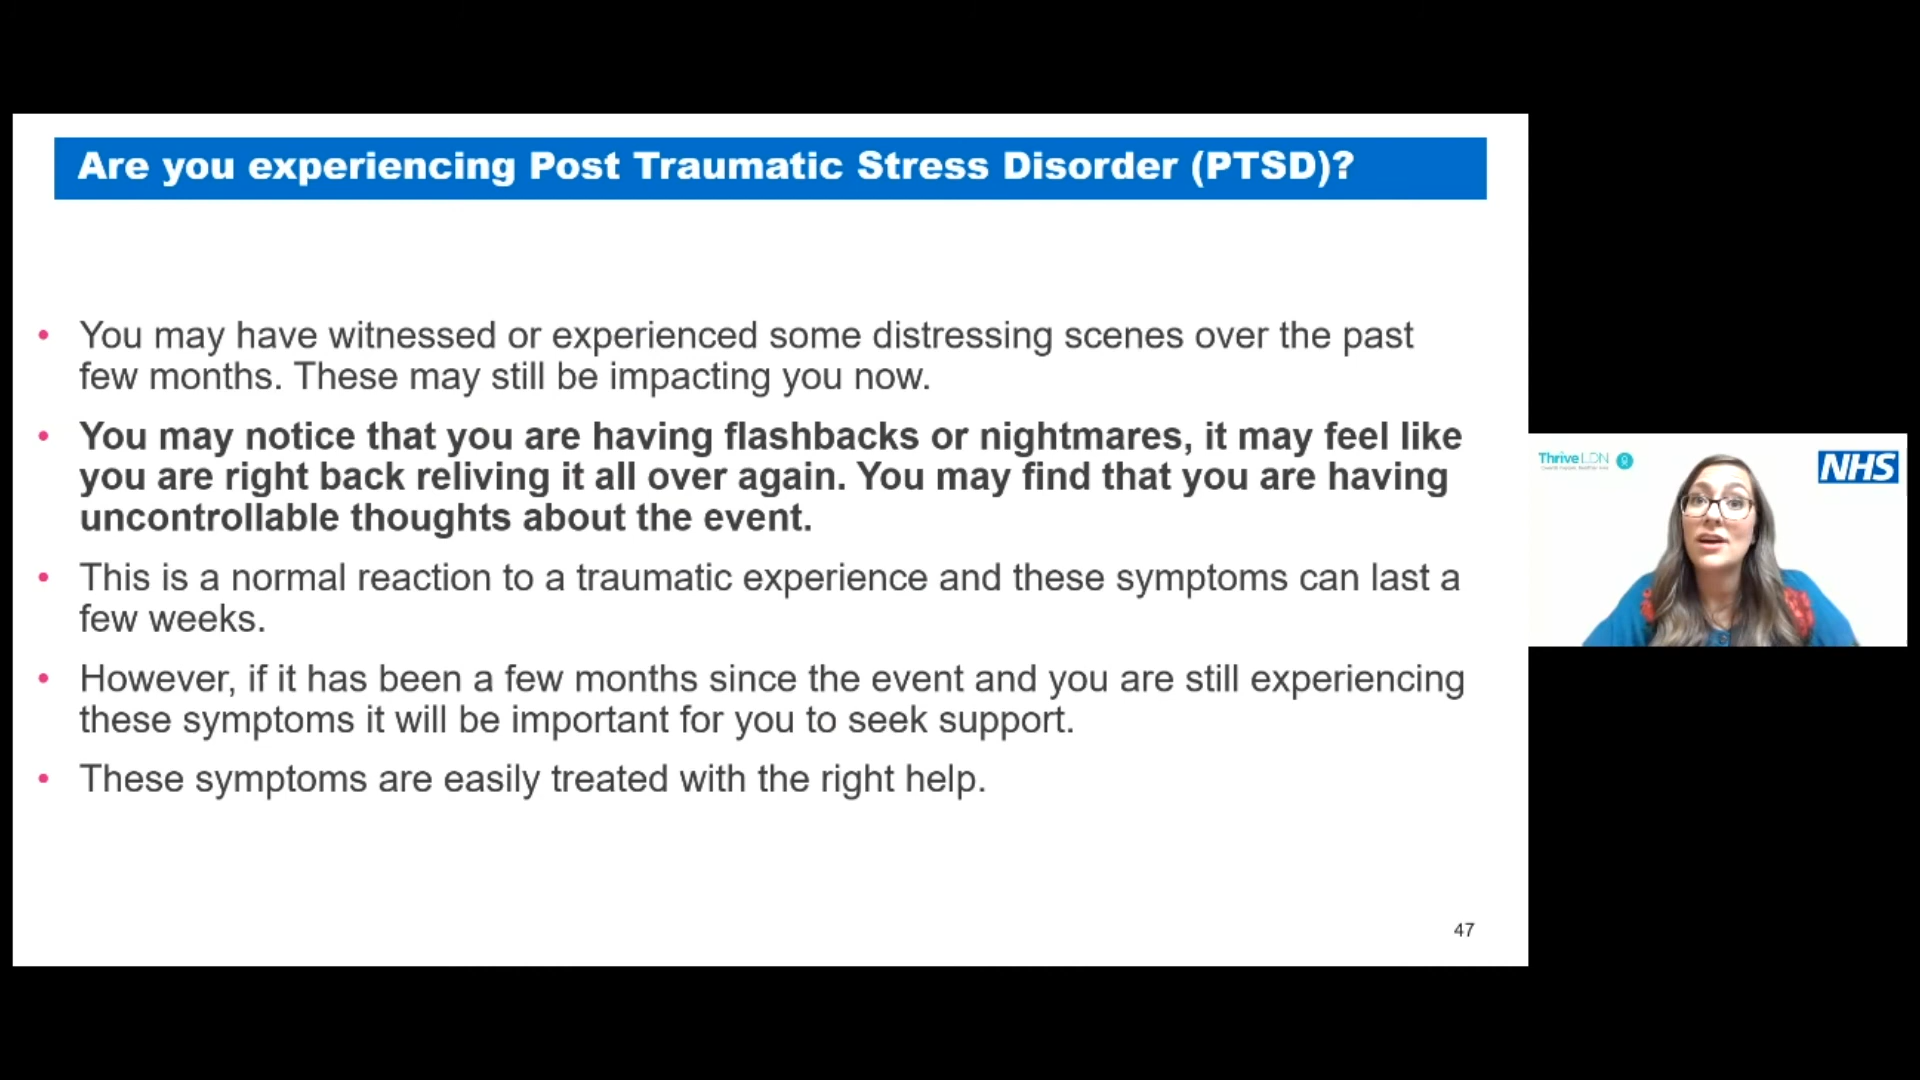 Are you experiencing Post Traumatic Stress Disorder (PTSD)?
• You may have witnessed or experienced some distressing scenes over the past
few months. These may still be impacting you now.
• You may notice that you are having flashbacks or nightmares, it may feel like
you are right back reliving it all over again. You may find that you are having
uncontrollable thoughts about the event.
• This is a normal reaction to a traumatic experience and these symptoms can last a
few weeks.
• However, if it has been a few months since the event and you are still experiencing
these symptoms it will be important for you to seek support.
• These symptoms are easily treated with the right help.
47
Thrive LDN
NHS